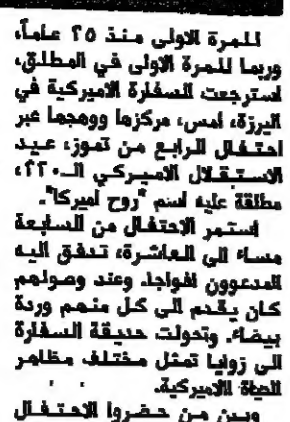 للمرة الاولى منذ ٢٥ عاماً،
وربما للمرة الاولى في المطلق،
استرجعت السفارة الاميركية في
اليرزة، امس، مركزها ووهجها عبر
احتفال الرابع من تموز، عيد
الاستقلال الاميركي الـ٢٢٠،
مطلقة عليه اسم "روح اميركا".
استمر الاحتفال من السابعة
مساء الى العاشرة، تدفق اليه
المدعوون افواجا. وعند وصولهم
كان يقدم الى كل منهم وردة
بيضاء. وتحولت حديقة السفارة
الى زوايا تمثل مختلف مظاهر
الحياة الاميركية.
وبين من حضروا الاحتفال